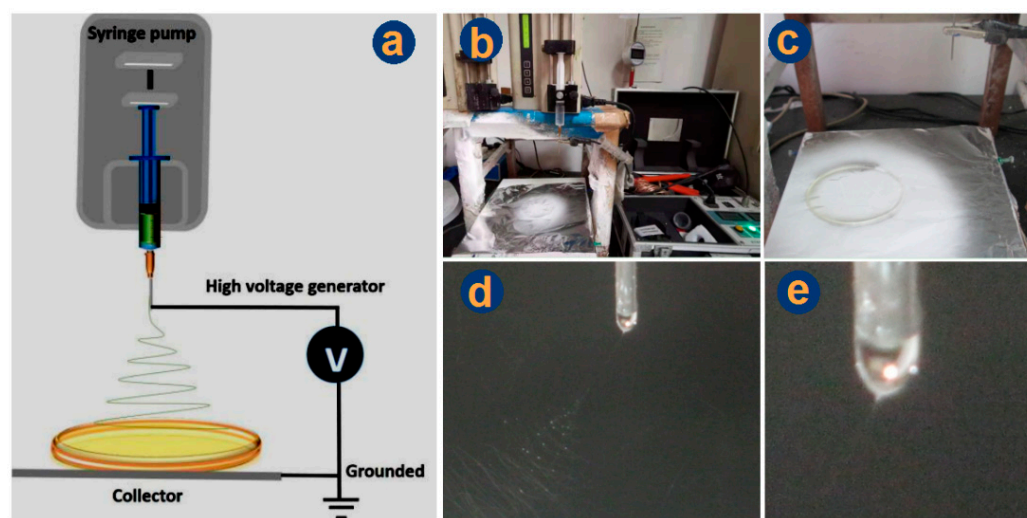 Syringe pump
a
High voltage generator
V
Grounded
Collector
b
c
d
e